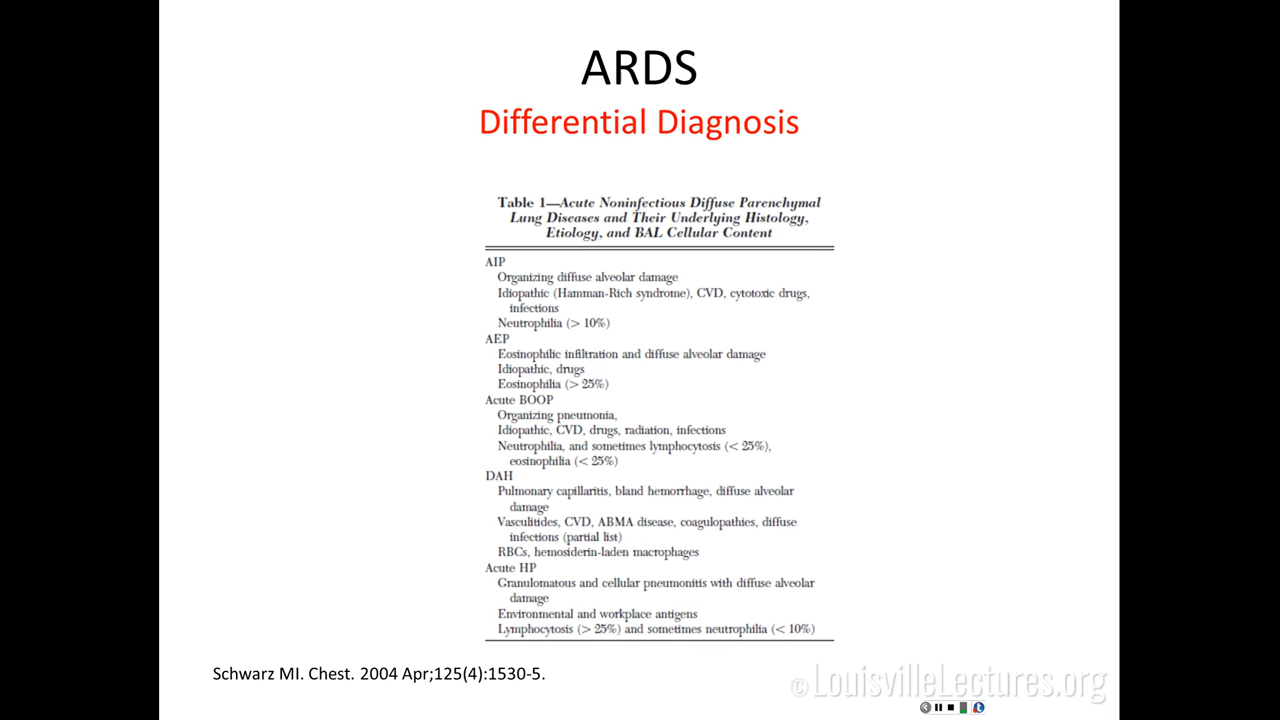 ARDS
Differential Diagnosis
Table 1—Acute Noninfectious Diffuse Parenchymal
Lung Diseases and Their Underlying Histology,
Etiology, and BAL Cellular Content
AIP
Organizing diffuse alveolar damage
Idiopathic (Hamman-Rich syndrome), CVD, cytotoxic drugs,
infections
Neutrophilia (> 10%)
AEP
Eosinophilic infiltration and diffuse alveolar damage
Idiopathic, drugs
Eosinophilia (> 25%)
Acute BOOP
Organizing pneumonia,
Idiopathic, CVD, drugs, radiation, infections
Neutrophilia, and sometimes lymphocytosis (< 25%),
eosinophilia (< 25%)
DAH
Pulmonary capillaritis, bland hemorrhage, diffuse alveolar
damage
Vasculitides, CVD, ABMA disease, coagulopathies, diffuse
infections (partial list)
RBCs, hemosiderin-laden macrophages
Acute HP
Granulomatous and cellular pneumonitis with diffuse alveolar
damage
Environmental and workplace antigens
Lymphocytosis (> 25%) and sometimes neutrophilia (< 10%)
Schwarz MI. Chest. 2004 Apr;125(4):1530-5.
©LouisvilleLectures.org